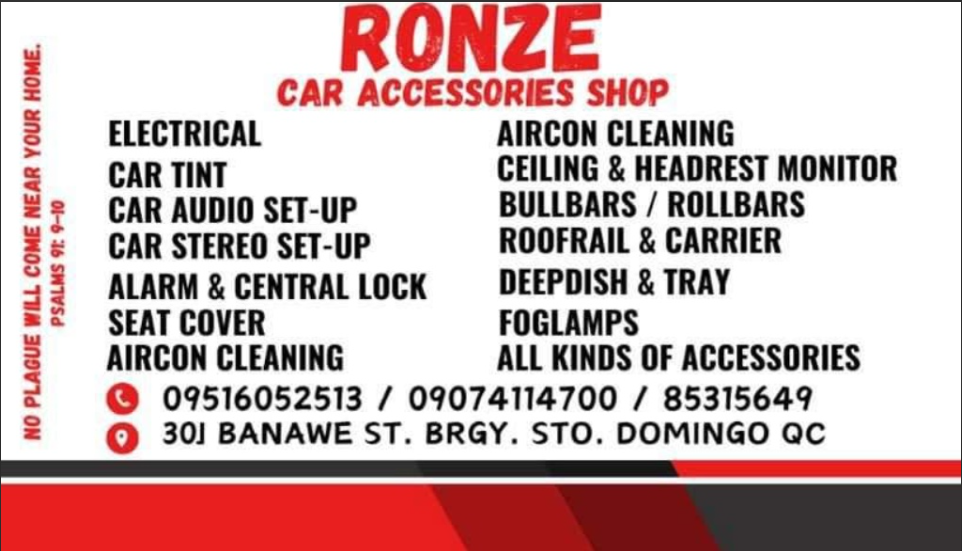 RONZE
CAR ACCESSORIES SHOP
ELECTRICAL
CAR TINT
CAR AUDIO SET-UP
CAR STEREO SET-UP
ALARM & CENTRAL LOCK
SEAT COVER
AIRCON CLEANING
AIRCON CLEANING
CEILING & HEADREST MONITOR
BULLBARS / ROLLBARS
ROOFRAIL & CARRIER
DEEPDISH & TRAY
FOGLAMPS
ALL KINDS OF ACCESSORIES
09516052513 / 09074114700 / 85315649
30J BANAWE ST. BRGY. STO. DOMINGO QC
NO PLAGUE WILL COME NEAR YOUR HOME.
PSALMS 91: 9-10